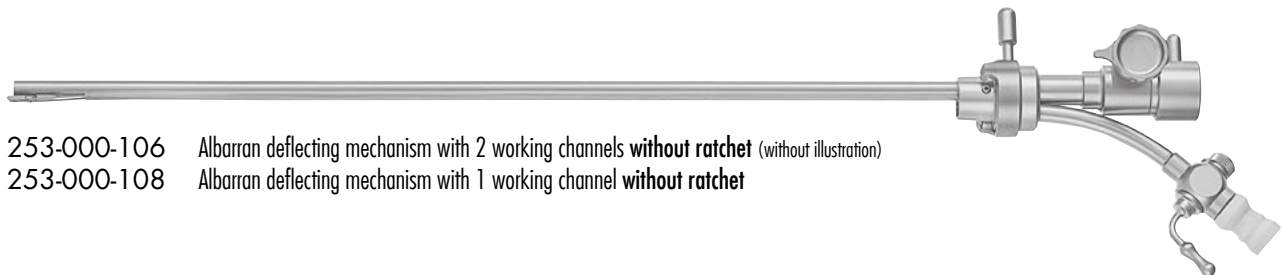 253-000-106 Albarran deflecting mechanism with 2 working channels without ratchet (without illustration)
253-000-108 Albarran deflecting mechanism with 1 working channel without ratchet